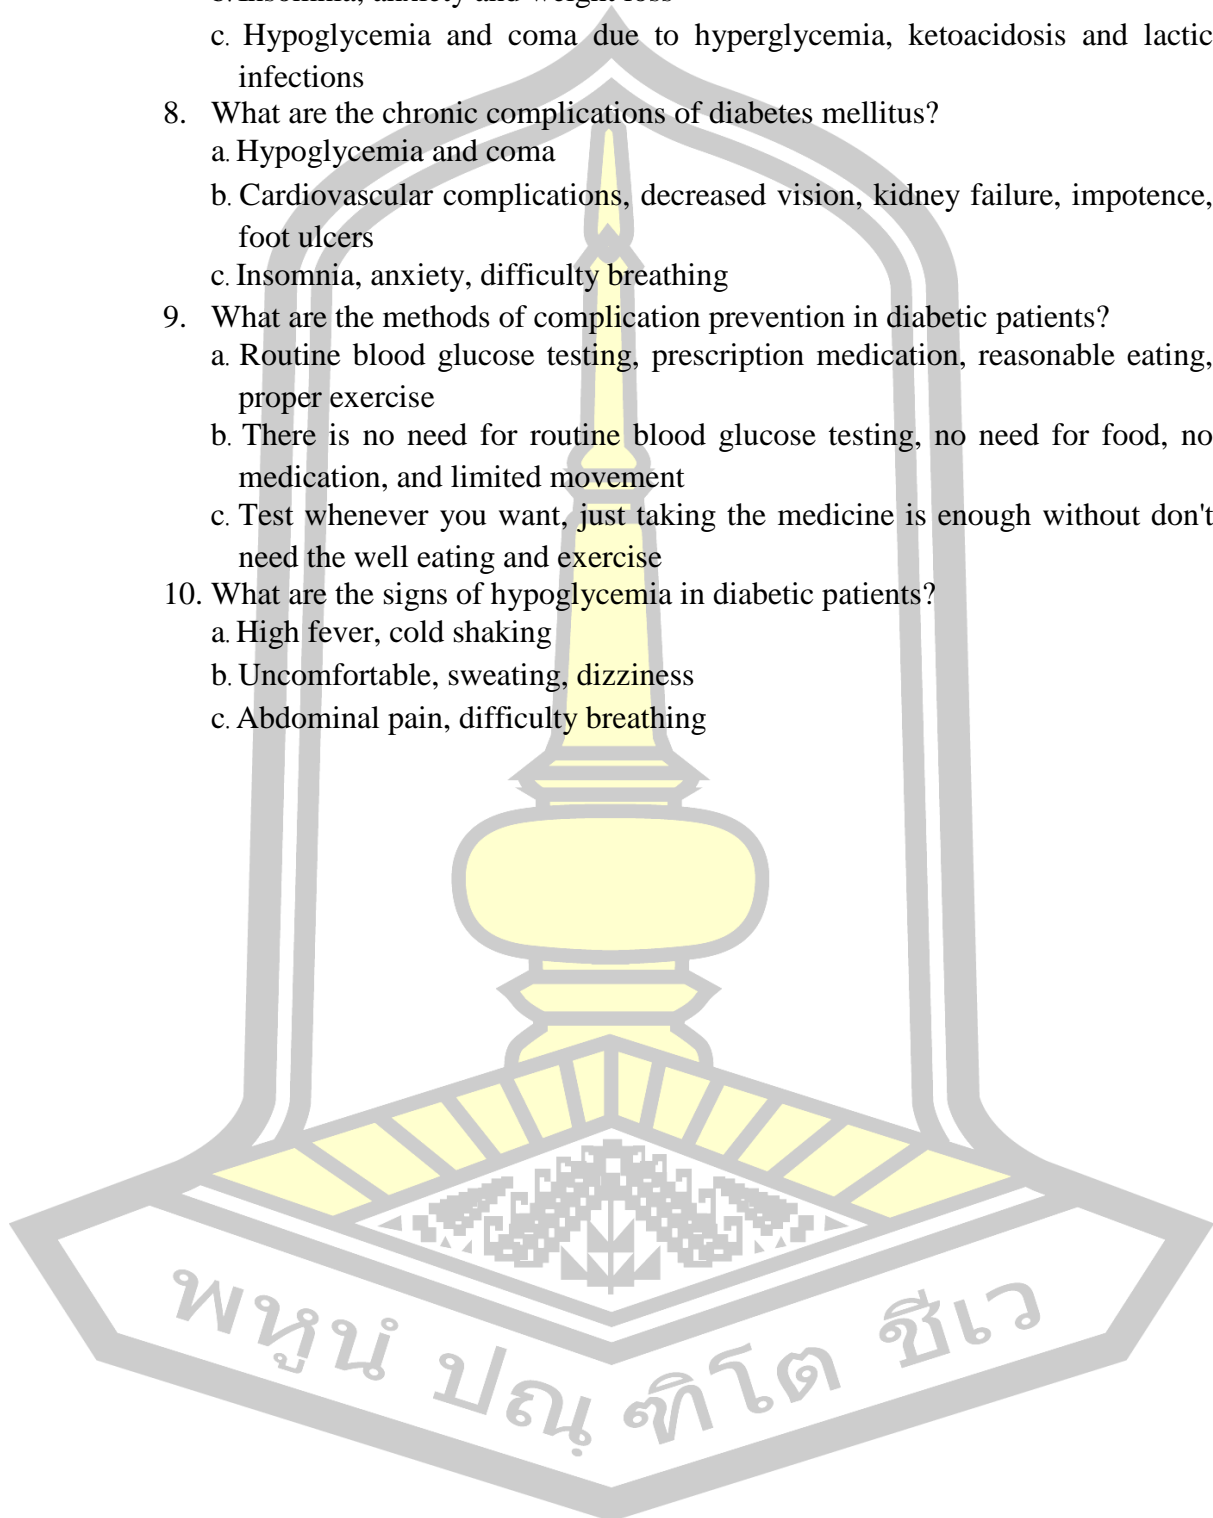 c. Hypoglycemia and coma due to hyperglycemia, ketoacidosis and lactic
infections
8. What are the chronic complications of diabetes mellitus?
a. Hypoglycemia and coma
b. Cardiovascular complications, decreased vision, kidney failure, impotence,
foot ulcers
c. Insomnia, anxiety, difficulty breathing
9. What are the methods of complication prevention in diabetic patients?
a. Routine blood glucose testing, prescription medication, reasonable eating,
proper exercise
b. There is no need for routine blood glucose testing, no need for food, no
medication, and limited movement
c. Test whenever you want, just taking the medicine is enough without don't
need the well eating and exercise
10. What are the signs of hypoglycemia in diabetic patients?
a. High fever, cold shaking
b. Uncomfortable, sweating, dizziness
c. Abdominal pain, difficulty breathing
พหูนํ ปณฺฑิโต ชีเว